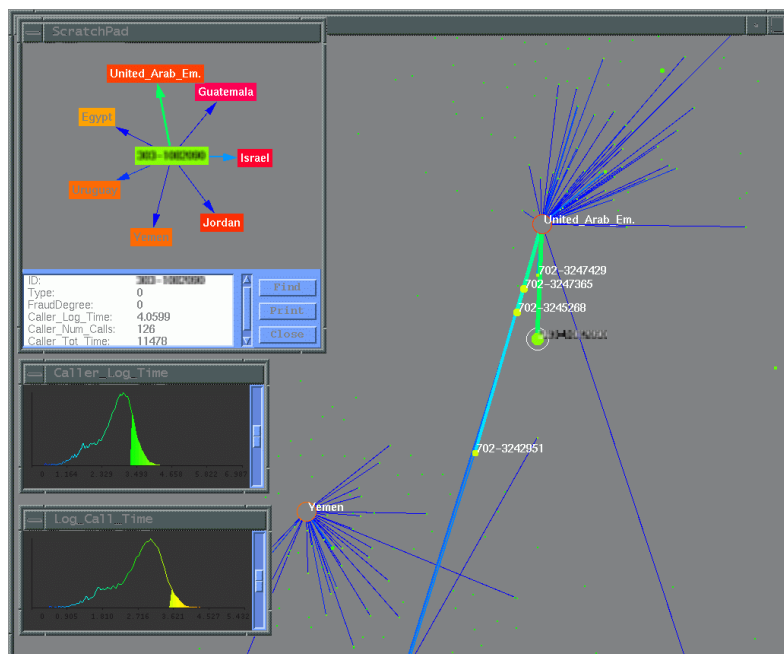 ScratchPad
United_Arab_Em.
Guatemala
Egypt
Israel
Uruguay
Jordan
Yemen
ID:
Type: 0
FraudDegree: 0
Caller_Log_Time: 4.0599
Caller_Num_Calls: 126
Caller_Tot_Time: 11478
Find
Print
Close
United_Arab_Em.
702-3247429
702-3247365
702-3245268
702-3242951
Yemen
Caller_Log_Time
Log_Call_Time